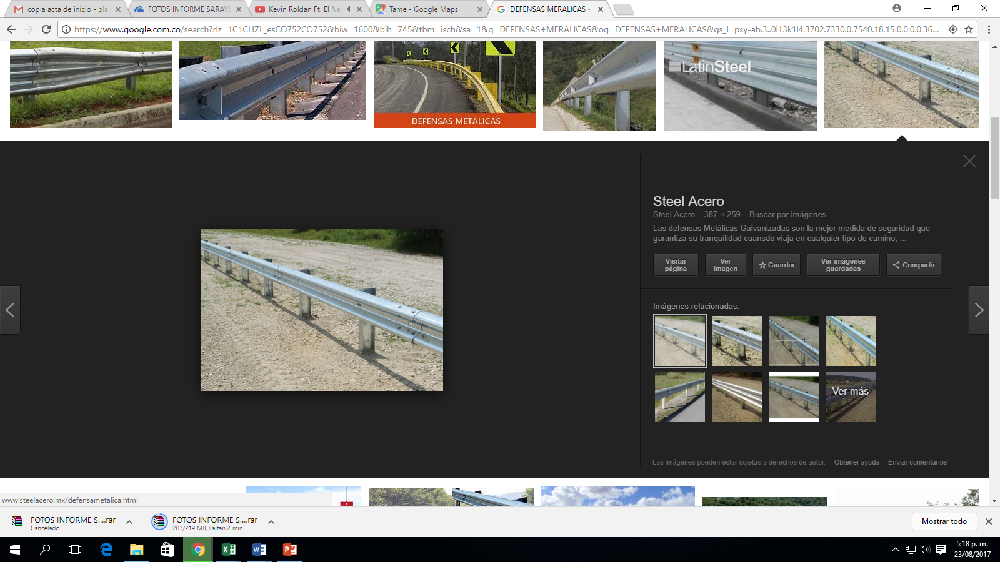 copia acta de inicio - pla
FOTOS INFORME SARAVI
Kevin Roldan Ft. El Ne
Tame - Google Maps
DEFENSAS MERALICAS -
https://www.google.com.co/search?rlz=1C1CHZL_esCO752CO752&biw=1600&bih=745&tbm=isch&sa=1&q=DEFENSAS+MERALICAS&oq=DEFENSAS+MERALICAS&gs_l=psy-ab.3..0i13k1l4.3702.7330.0.7540.18.15.0.0.0.0.36...
LatinSteel
DEFENSAS METALICAS
Steel Acero
Steel Acero - 387 × 259 - Buscar por imágenes
Las defensas Metálicas Galvanizadas son la mejor medida de seguridad que
garantiza su tranquilidad cuansdo viaja en cualquier tipo de camino, ...
Visitar página
Ver imagen
Guardar
Ver imágenes guardadas
Compartir
Imágenes relacionadas:
Ver más
Las imágenes pueden estar sujetas a derechos de autor. - Obtener ayuda - Enviar comentarios
www.steelacero.mx/defensametalica.html
FOTOS INFORME S....rar
Cancelado
FOTOS INFORME S....rar
207/219 MB, Faltan 2 min.
Mostrar todo
5:18 p. m.
23/08/2017